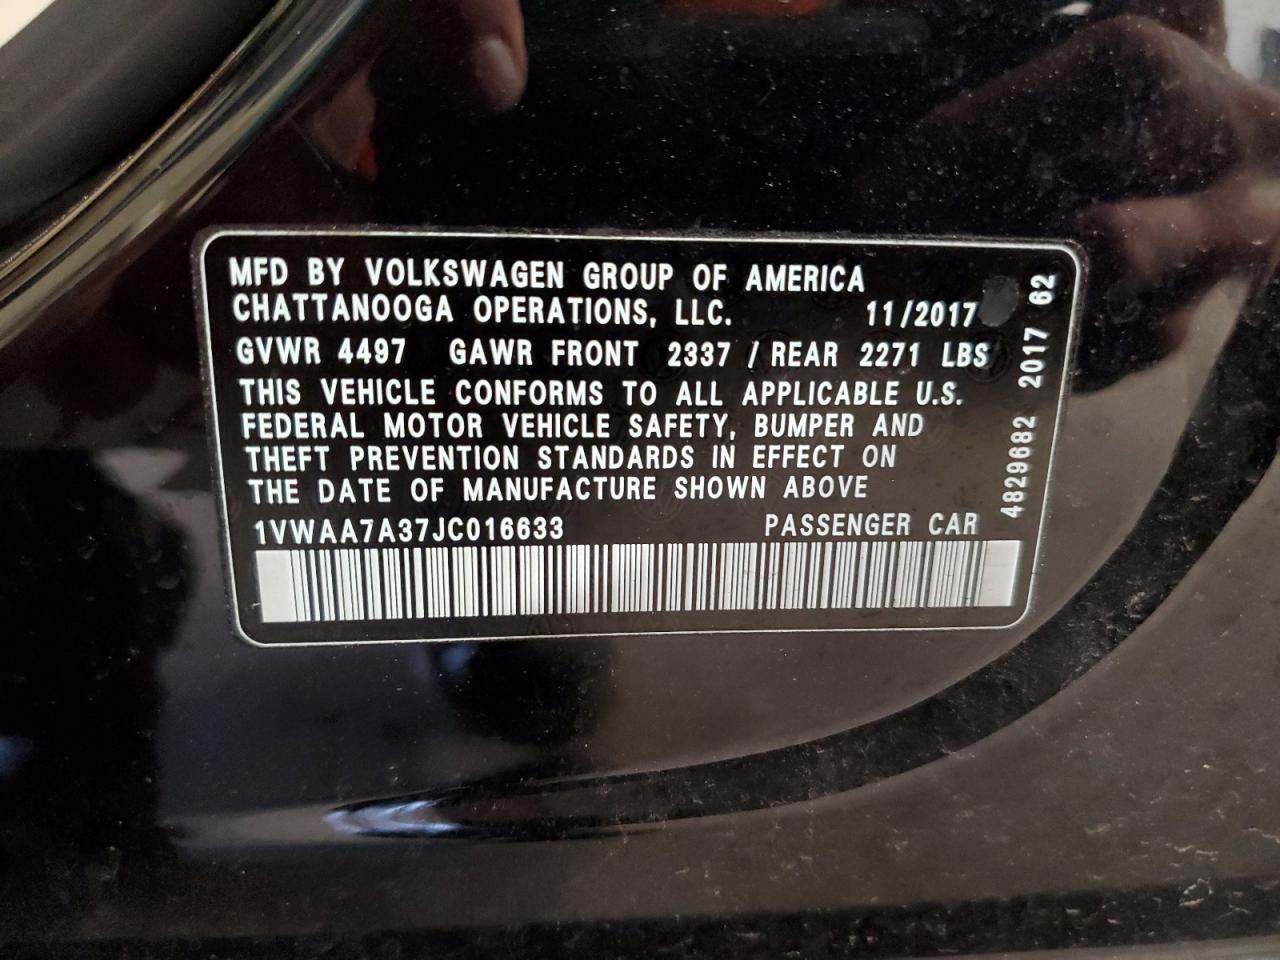 MFD BY VOLKSWAGEN GROUP OF AMERICA
CHATTANOOGA OPERATIONS, LLC. 11/2017
GVWR 4497 GAWR FRONT 2337 / REAR 2271 LBS
THIS VEHICLE CONFORMS TO ALL APPLICABLE U.S.
FEDERAL MOTOR VEHICLE SAFETY, BUMPER AND
THEFT PREVENTION STANDARDS IN EFFECT ON
THE DATE OF MANUFACTURE SHOWN ABOVE
1VWAA7A37JC016633 PASSENGER CAR
4829682 2017 62